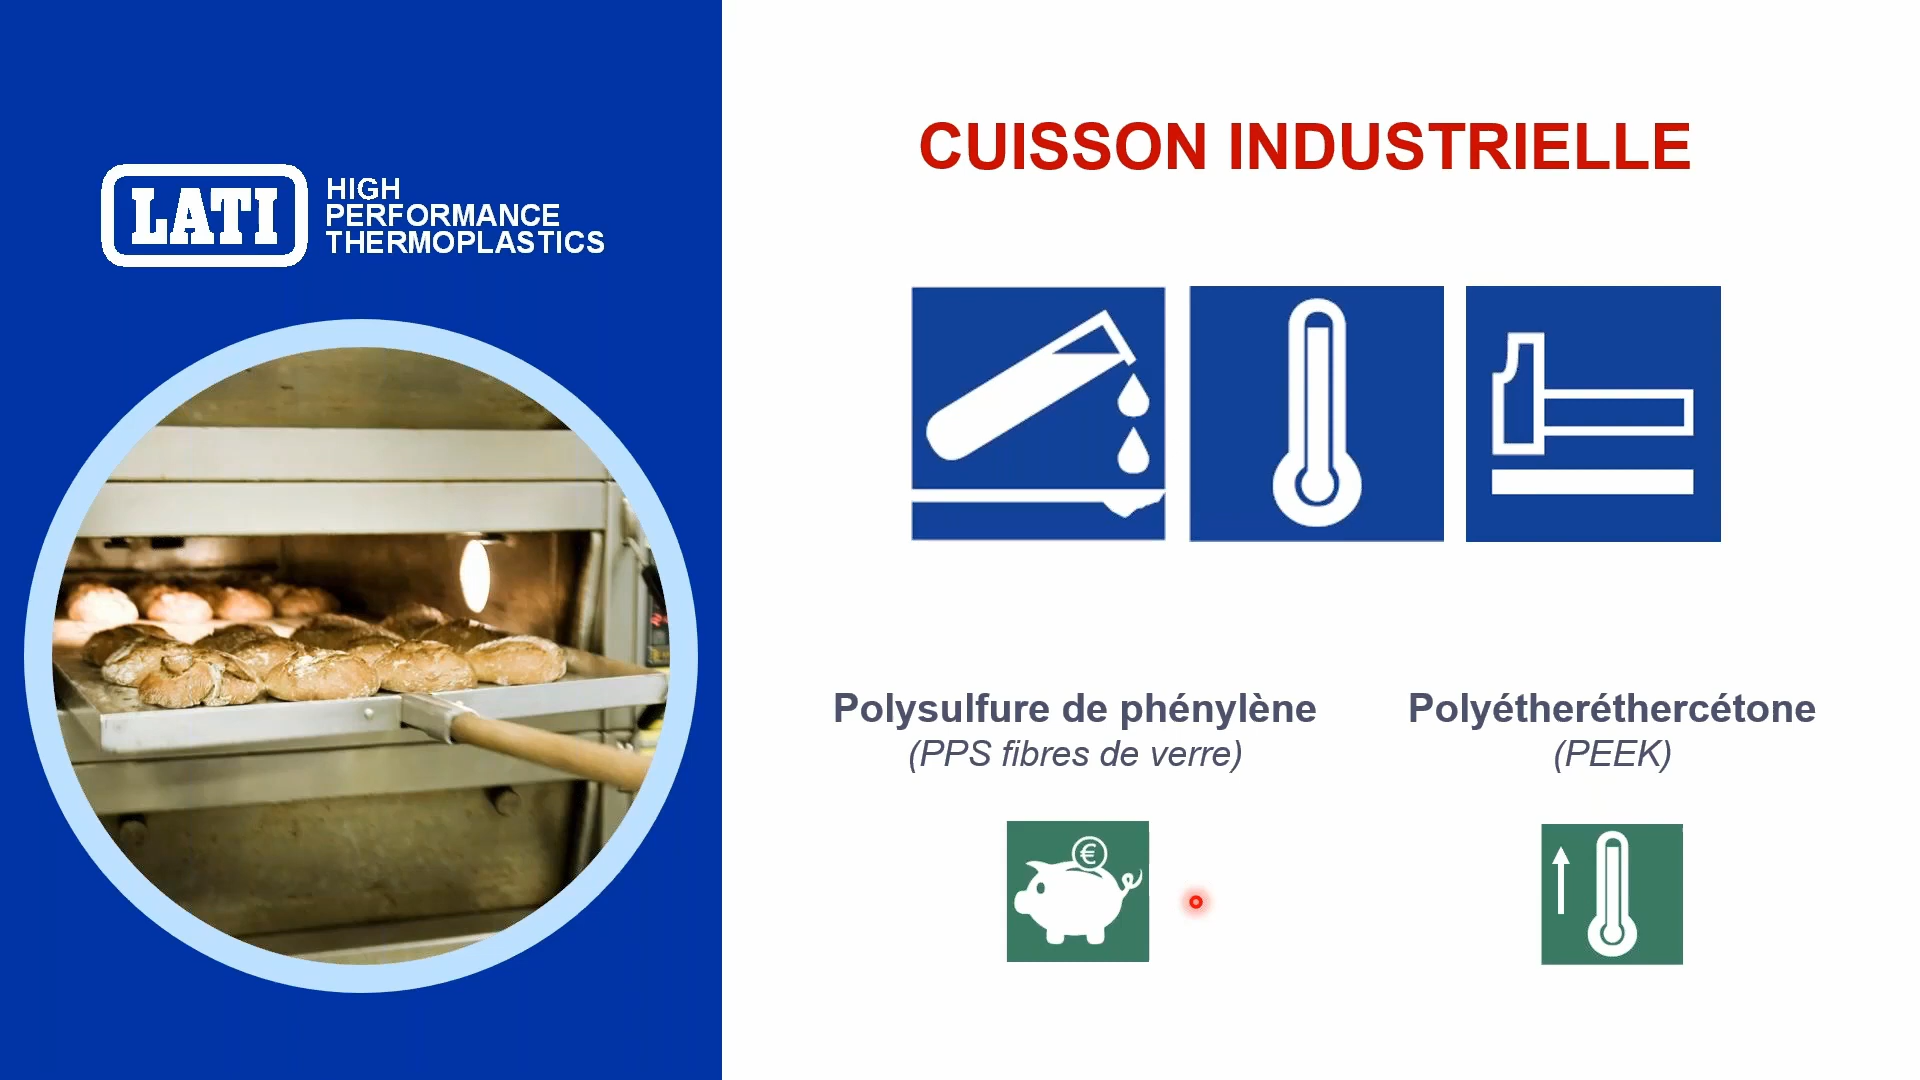 LATI
HIGH
PERFORMANCE
THERMOPLASTICS
CUISSON INDUSTRIELLE
Polysulfure de phénylène
(PPS fibres de verre)
Polyétheréthercétone
(PEEK)
€